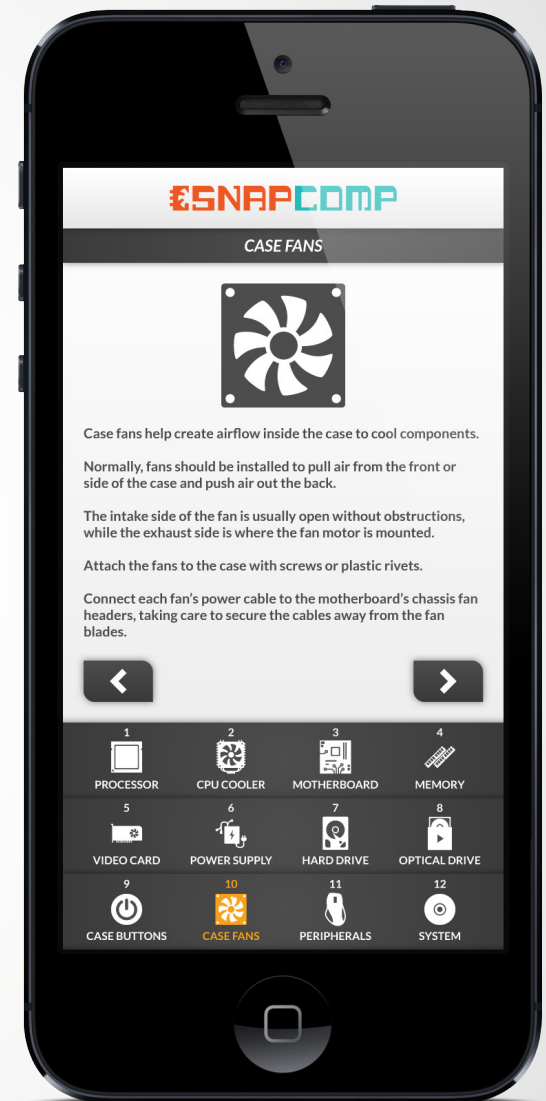 SNAPCOMP
CASE FANS
Case fans help create airflow inside the case to cool components.
Normally, fans should be installed to pull air from the front or
side of the case and push air out the back.
The intake side of the fan is usually open without obstructions,
while the exhaust side is where the fan motor is mounted.
Attach the fans to the case with screws or plastic rivets.
Connect each fan’s power cable to the motherboard’s chassis fan
headers, taking care to secure the cables away from the fan
blades.
1 2 3 4
PROCESSOR CPU COOLER MOTHERBOARD MEMORY
5 6 7 8
VIDEO CARD POWER SUPPLY HARD DRIVE OPTICAL DRIVE
9 10 11 12
CASE BUTTONS CASE FANS PERIPHERALS SYSTEM